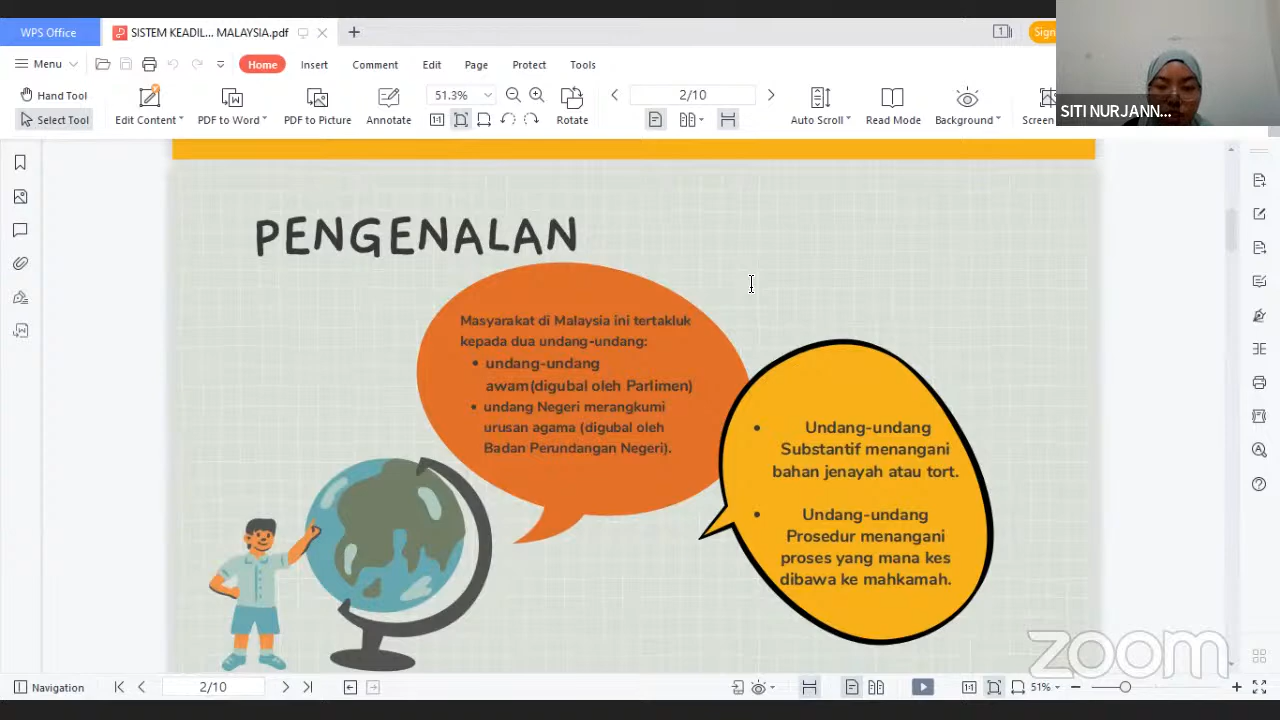 WPS Office
SISTEM KEADIL... MALAYSIA.pdf
1
Sign
Menu
Home
Insert
Comment
Edit
Page
Protect
Tools
Hand Tool
Select Tool
Edit Content
PDF to Word
PDF to Picture
Annotate
51.3%
Rotate
2/10
Auto Scroll
Read Mode
Background
Screen
SITI NURJANN...
PENGENALAN
Masyarakat di Malaysia ini tertakluk
kepada dua undang-undang:
• undang-undang
awam(digubal oleh Parlimen)
• undang Negeri merangkumi
urusan agama (digubal oleh
Badan Perundangan Negeri).
• Undang-undang
Substantif menangani
bahan jenayah atau tort.
• Undang-undang
Prosedur menangani
proses yang mana kes
dibawa ke mahkamah.
zoom
Navigation
2/10
51%